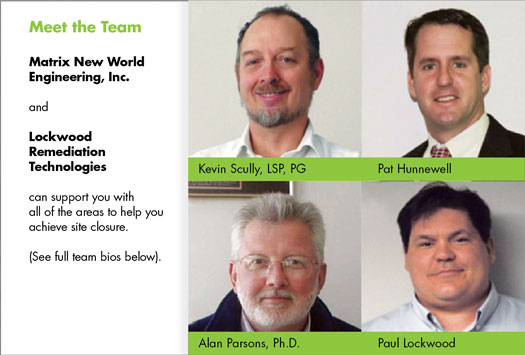 Meet the Team
Matrix New World
Engineering, Inc.
and
Lockwood
Remediation
Technologies
can support you with
all of the areas to help you
achieve site closure.
(See full team bios below).
Kevin Scully, LSP, PG
Pat Hunnewell
Alan Parsons, Ph.D.
Paul Lockwood